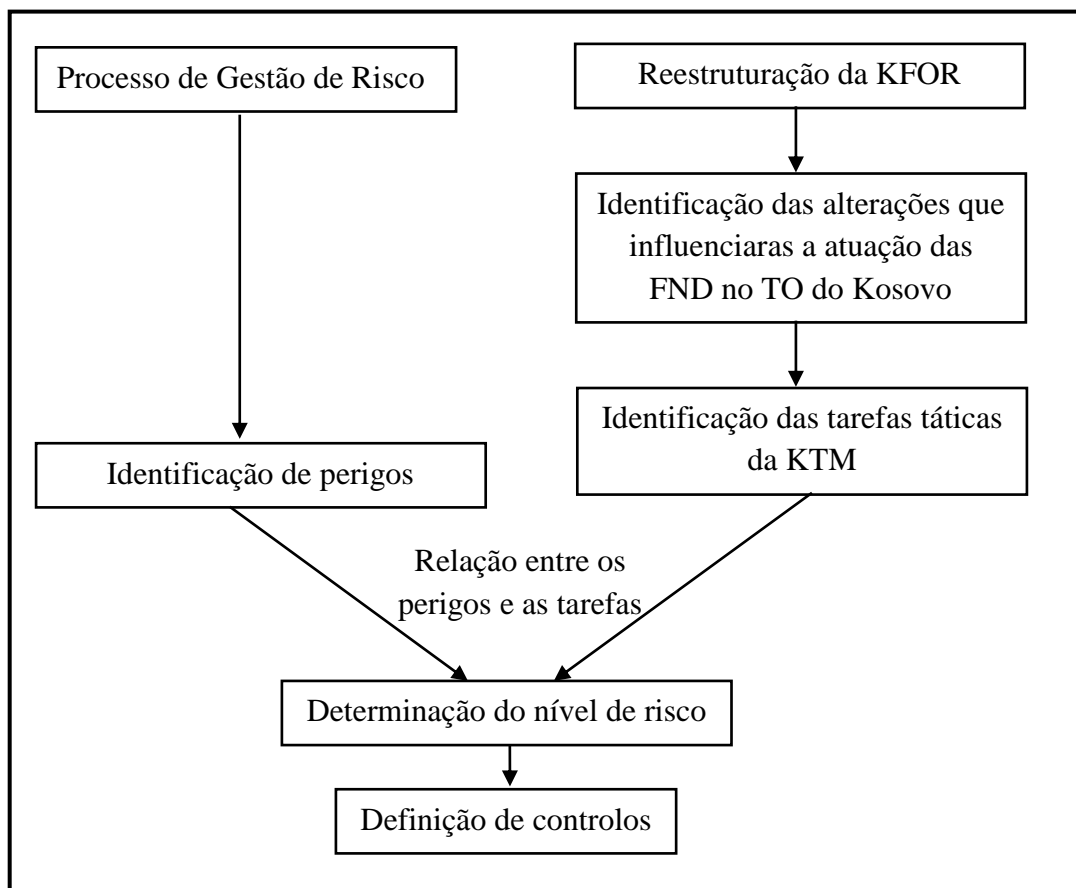 Processo de Gestão de Risco
Reestruturação da KFOR
Identificação das alterações que
influenciaras a atuação das
FND no TO do Kosovo
Identificação das tarefas táticas
da KTM
Identificação de perigos
Relação entre os
perigos e as tarefas
Determinação do nível de risco
Definição de controlos